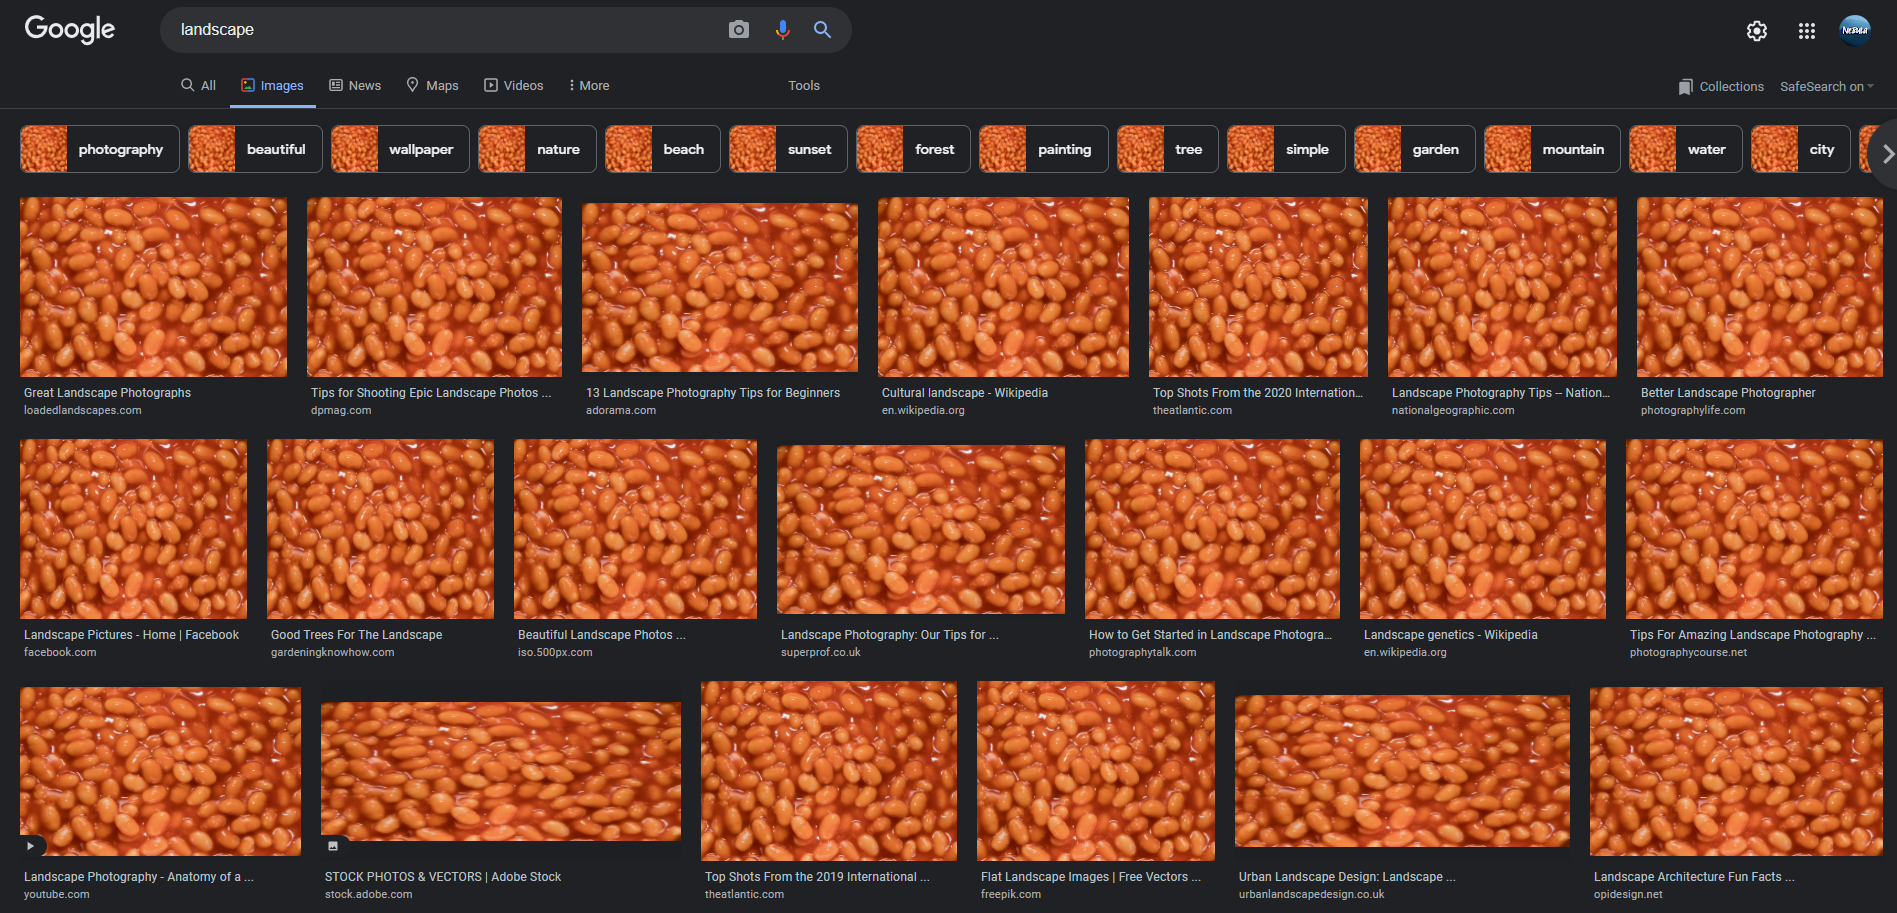 Google
landscape
All Images News Maps Videos More Tools Collections SafeSearch on
photography beautiful wallpaper nature beach sunset forest painting tree simple garden mountain water city
Great Landscape Photographs
loadedlandscapes.com
Tips for Shooting Epic Landscape Photos ...
dpmag.com
13 Landscape Photography Tips for Beginners
adorama.com
Cultural landscape - Wikipedia
en.wikipedia.org
Top Shots From the 2020 Internation...
theatlantic.com
Landscape Photography Tips -- Nation...
nationalgeographic.com
Better Landscape Photographer
photographylife.com
Landscape Pictures - Home | Facebook
facebook.com
Good Trees For The Landscape
gardeningknowhow.com
Beautiful Landscape Photos ...
iso.500px.com
Landscape Photography: Our Tips for ...
superprof.co.uk
How to Get Started in Landscape Photogra...
photographytalk.com
Landscape genetics - Wikipedia
en.wikipedia.org
Tips For Amazing Landscape Photography ...
photographycourse.net
Landscape Photography - Anatomy of a ...
youtube.com
STOCK PHOTOS & VECTORS | Adobe Stock
stock.adobe.com
Top Shots From the 2019 International ...
theatlantic.com
Flat Landscape Images | Free Vectors ...
freepik.com
Urban Landscape Design: Landscape ...
urbanlandscapedesign.co.uk
Landscape Architecture Fun Facts ...
opidesign.net